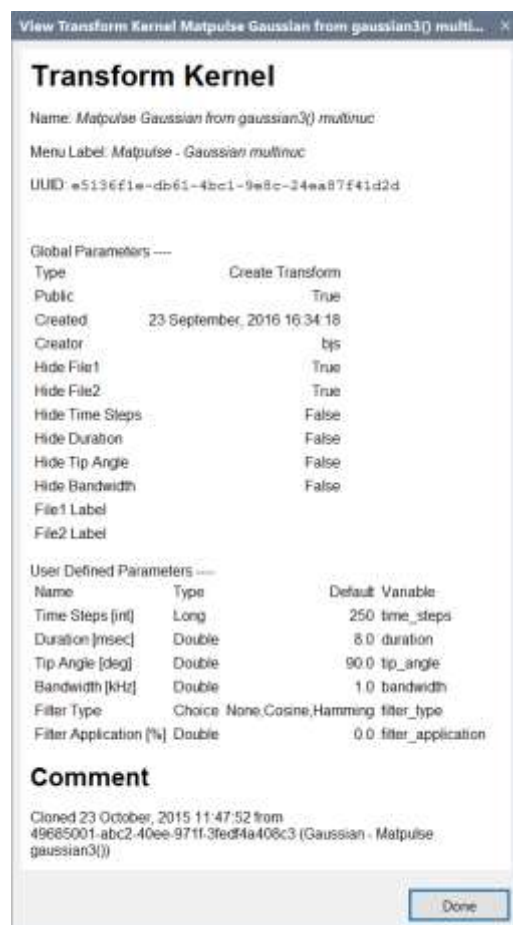 View Transform Kernel Matpulse Gaussian from gaussian3() multi... ×
Transform Kernel
Name: Matpulse Gaussian from gaussian3() multinuc
Menu Label: Matpulse - Gaussian multinuc
UUID: e5136f1e-db61-4bc1-9e8c-24ea87f41d2d
Global Parameters ----
Type Create Transform
Public True
Created 23 September, 2016 16:34:18
Creator bjs
Hide File1 True
Hide File2 True
Hide Time Steps False
Hide Duration False
Hide Tip Angle False
Hide Bandwidth False
File1 Label
File2 Label
User Defined Parameters ----
Name Type Default Variable
Time Steps [int] Long 250 time_steps
Duration [msec] Double 8.0 duration
Tip Angle [deg] Double 90.0 tip_angle
Bandwidth [kHz] Double 1.0 bandwidth
Filter Type Choice None,Cosine,Hamming filter_type
Filter Application [%] Double 0.0 filter_application
Comment
Cloned 23 October, 2015 11:47:52 from
49685001-abc2-40ee-971f-3fedf4a408c3 (Gaussian - Matpulse
gaussian3())
Done